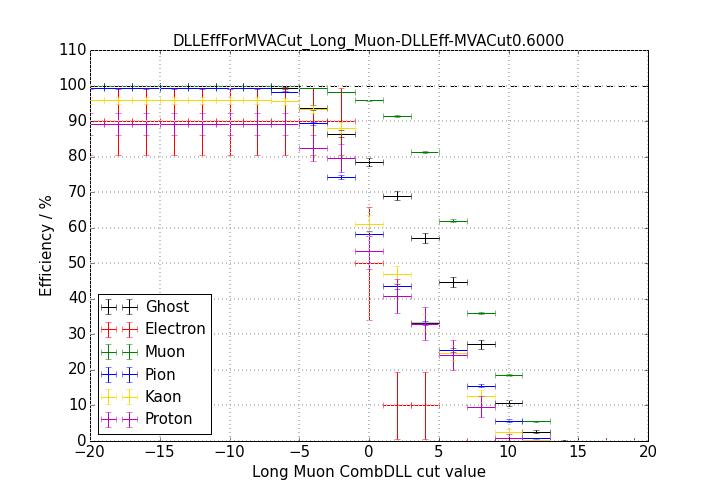 DLLEffForMVACut_Long_Muon-DLLEff-MVACut0.6000
110
100
90
80
70
60
50
40
30
20
10
0
Efficiency / %
Ghost
Electron
Muon
Pion
Kaon
Proton
−20 −15 −10 −5 0 5 10 15 20
Long Muon CombDLL cut value